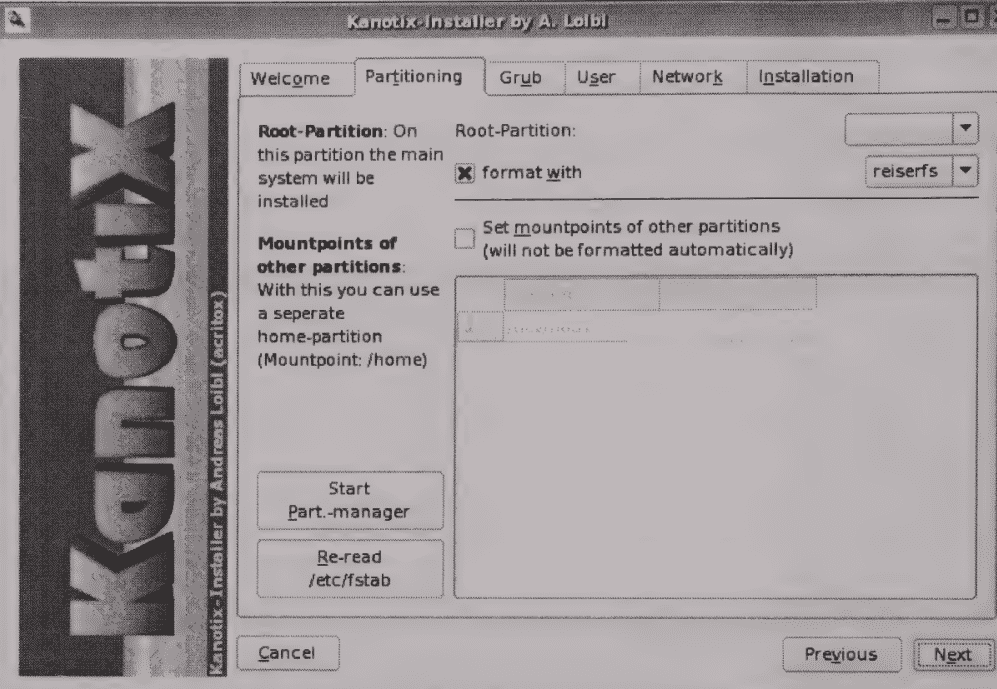 Kanotix-Installer by A. Loibl
Kanotix
Kanotix-Installer by Andreas Loibl (acritox)
Welcome
Partitioning
Grub
User
Network
Installation
Root-Partition: On
this partition the main
system will be
installed
Mountpoints of
other partitions:
With this you can use
a seperate
home-partition
(Mountpoint: /home)
Start
Part.-manager
Re-read
/etc/fstab
Root-Partition:
format with
reiserfs
Set mountpoints of other partitions
(will not be formatted automatically)
Cancel
Previous
Next